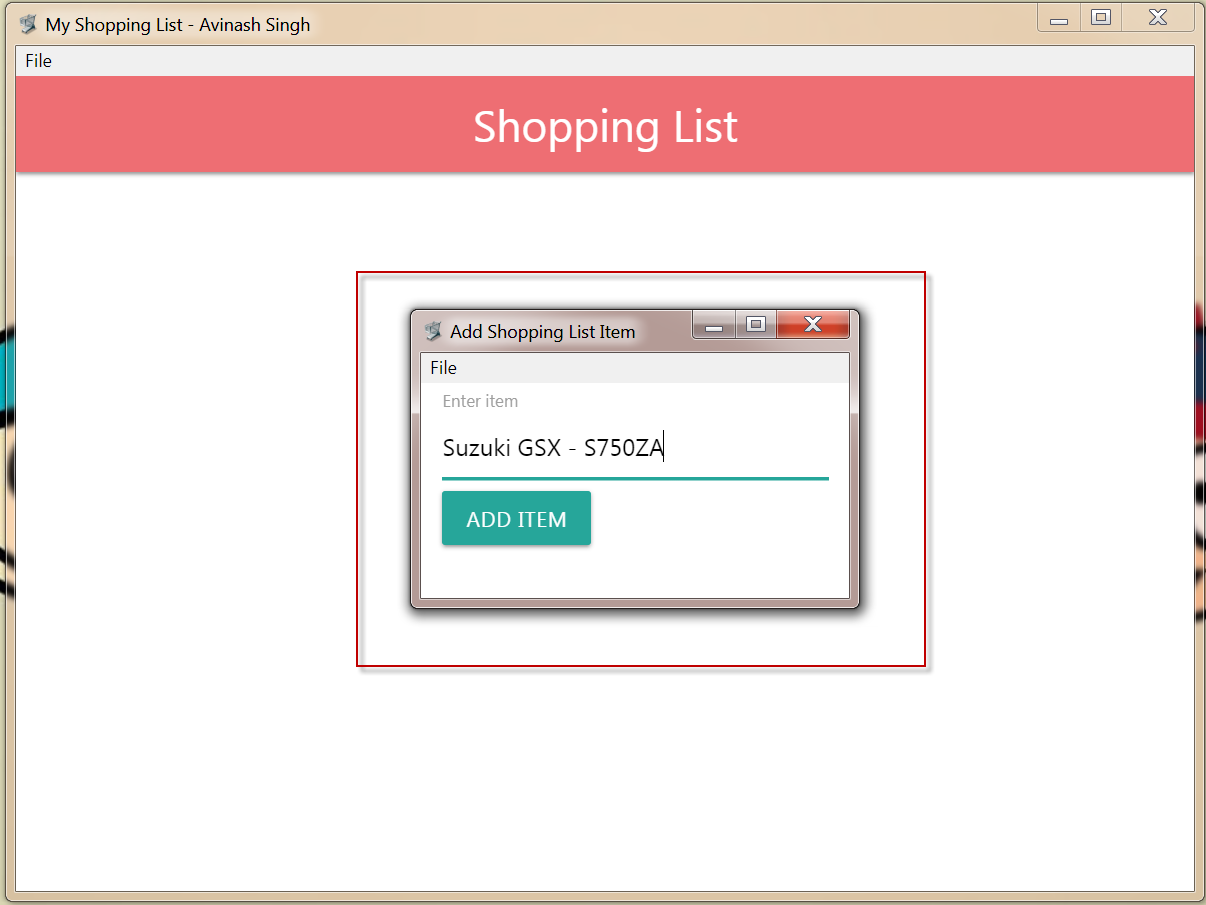 My Shopping List - Avinash Singh
File
Shopping List
Add Shopping List Item
File
Enter item
Suzuki GSX - S750ZA
ADD ITEM